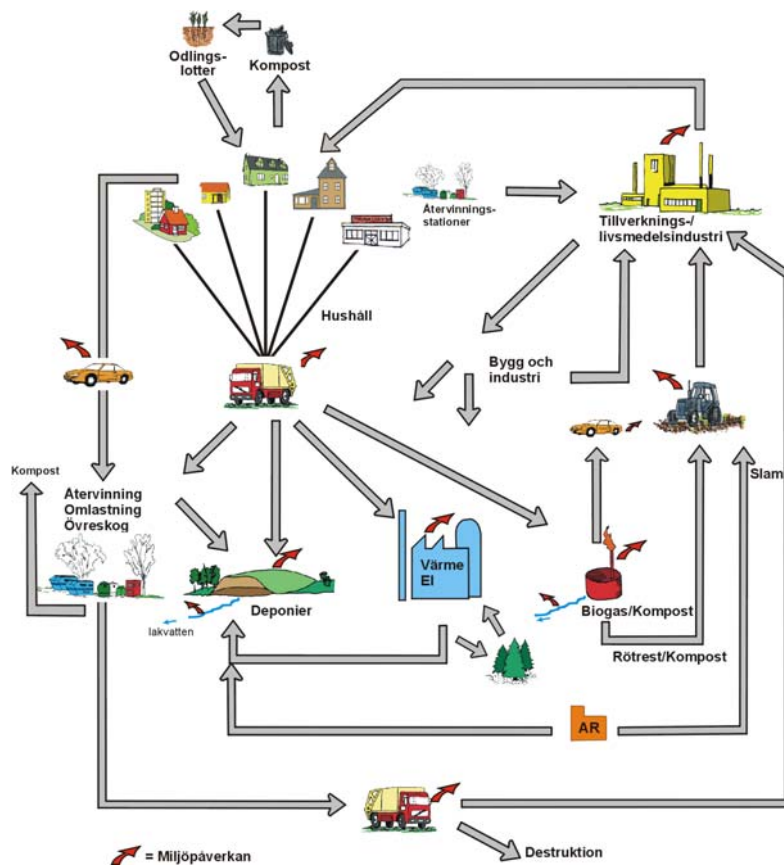 Odlings-
lotter
Kompost
Återvinnings-
stationer
Tillverknings-/
livsmedelsindustri
Hushåll
Bygg och
industri
Kompost
Återvinning
Omlastning
Övreskog
Slam
Värme
El
Deponier
lakvatten
Biogas/Kompost
Rötrest/Kompost
AR
Destruktion
= Miljöpåverkan